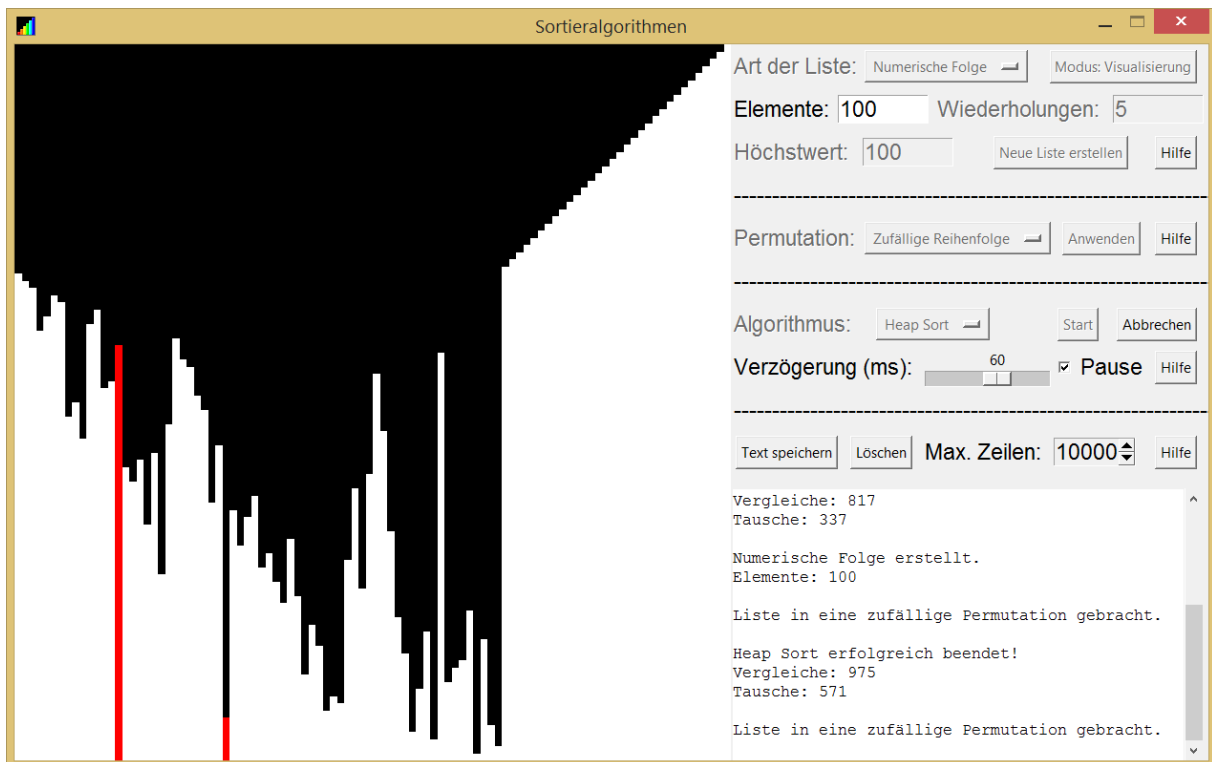 Sortieralgorithmen
Art der Liste: Numerische Folge Modus: Visualisierung
Elemente: 100 Wiederholungen: 5
Höchstwert: 100 Neue Liste erstellen Hilfe
Permutation: Zufällige Reihenfolge Anwenden Hilfe
Algorithmus: Heap Sort Start Abbrechen
60
Verzögerung (ms): Pause Hilfe
Text speichern Löschen Max. Zeilen: 10000 Hilfe
Vergleiche: 817
Tausche: 337
Numerische Folge erstellt.
Elemente: 100
Liste in eine zufällige Permutation gebracht.
Heap Sort erfolgreich beendet!
Vergleiche: 975
Tausche: 571
Liste in eine zufällige Permutation gebracht.